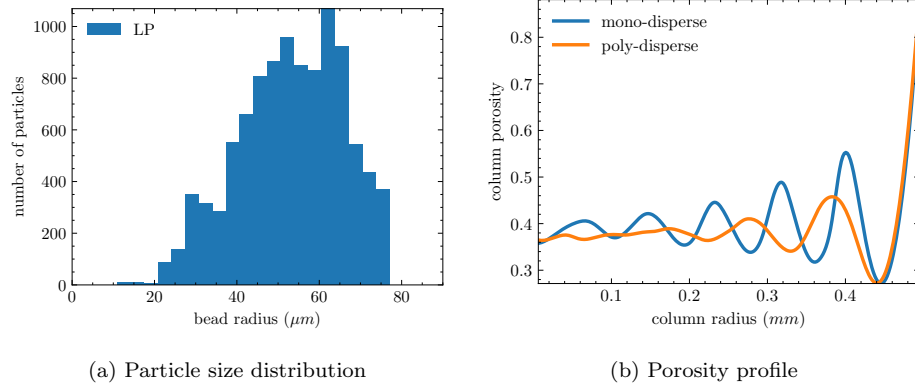 1000
800
600
400
200
0
number of particles
LP
0
20
40
60
80
bead radius (μm)
(a) Particle size distribution
0.8
0.7
0.6
0.5
0.4
0.3
column porosity
mono-disperse
poly-disperse
0.1
0.2
0.3
0.4
column radius (mm)
(b) Porosity profile